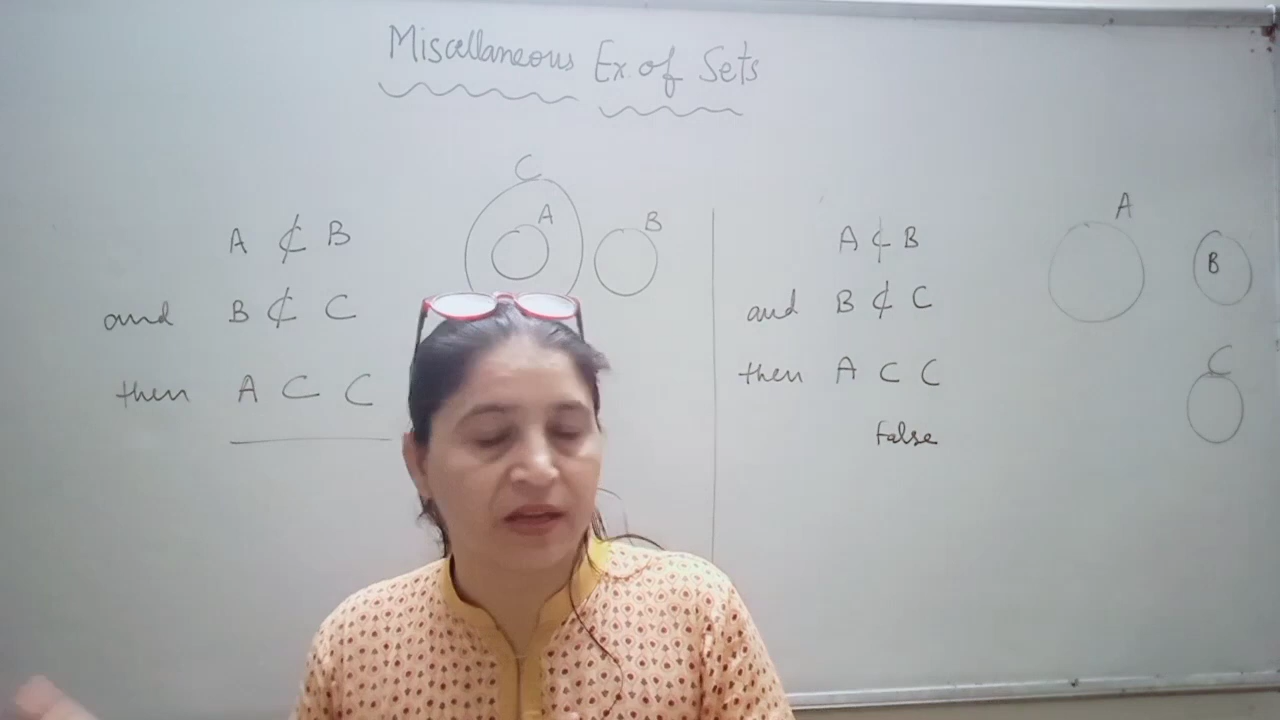 Miscellaneous Ex. of Sets
A ⊄ B
and B ⊄ C
then A ⊂ C
C
A
B
A ⊄ B
and B ⊄ C
then A ⊂ C
false
A
B
C